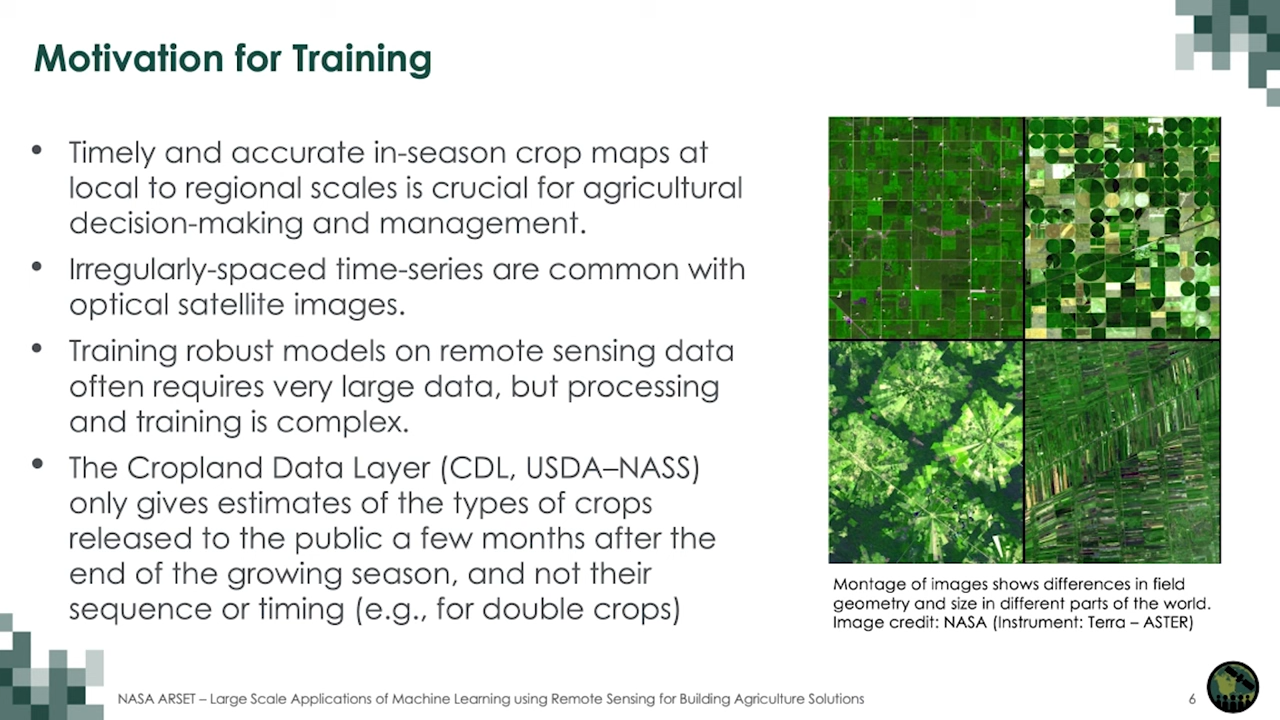 Motivation for Training
• Timely and accurate in-season crop maps at
local to regional scales is crucial for agricultural
decision-making and management.
• Irregularly-spaced time-series are common with
optical satellite images.
• Training robust models on remote sensing data
often requires very large data, but processing
and training is complex.
• The Cropland Data Layer (CDL, USDA–NASS)
only gives estimates of the types of crops
released to the public a few months after the
end of the growing season, and not their
sequence or timing (e.g., for double crops)
Montage of images shows differences in field
geometry and size in different parts of the world.
Image credit: NASA (Instrument: Terra – ASTER)
NASA ARSET – Large Scale Applications of Machine Learning using Remote Sensing for Building Agriculture Solutions
6